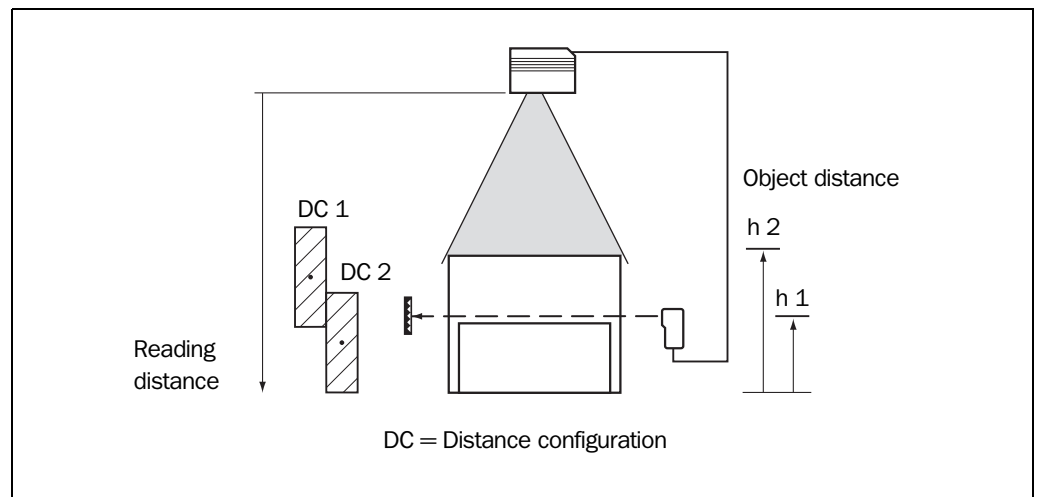 Object distance
DC 1
h 2
DC 2
h 1
Reading
distance
DC = Distance configuration